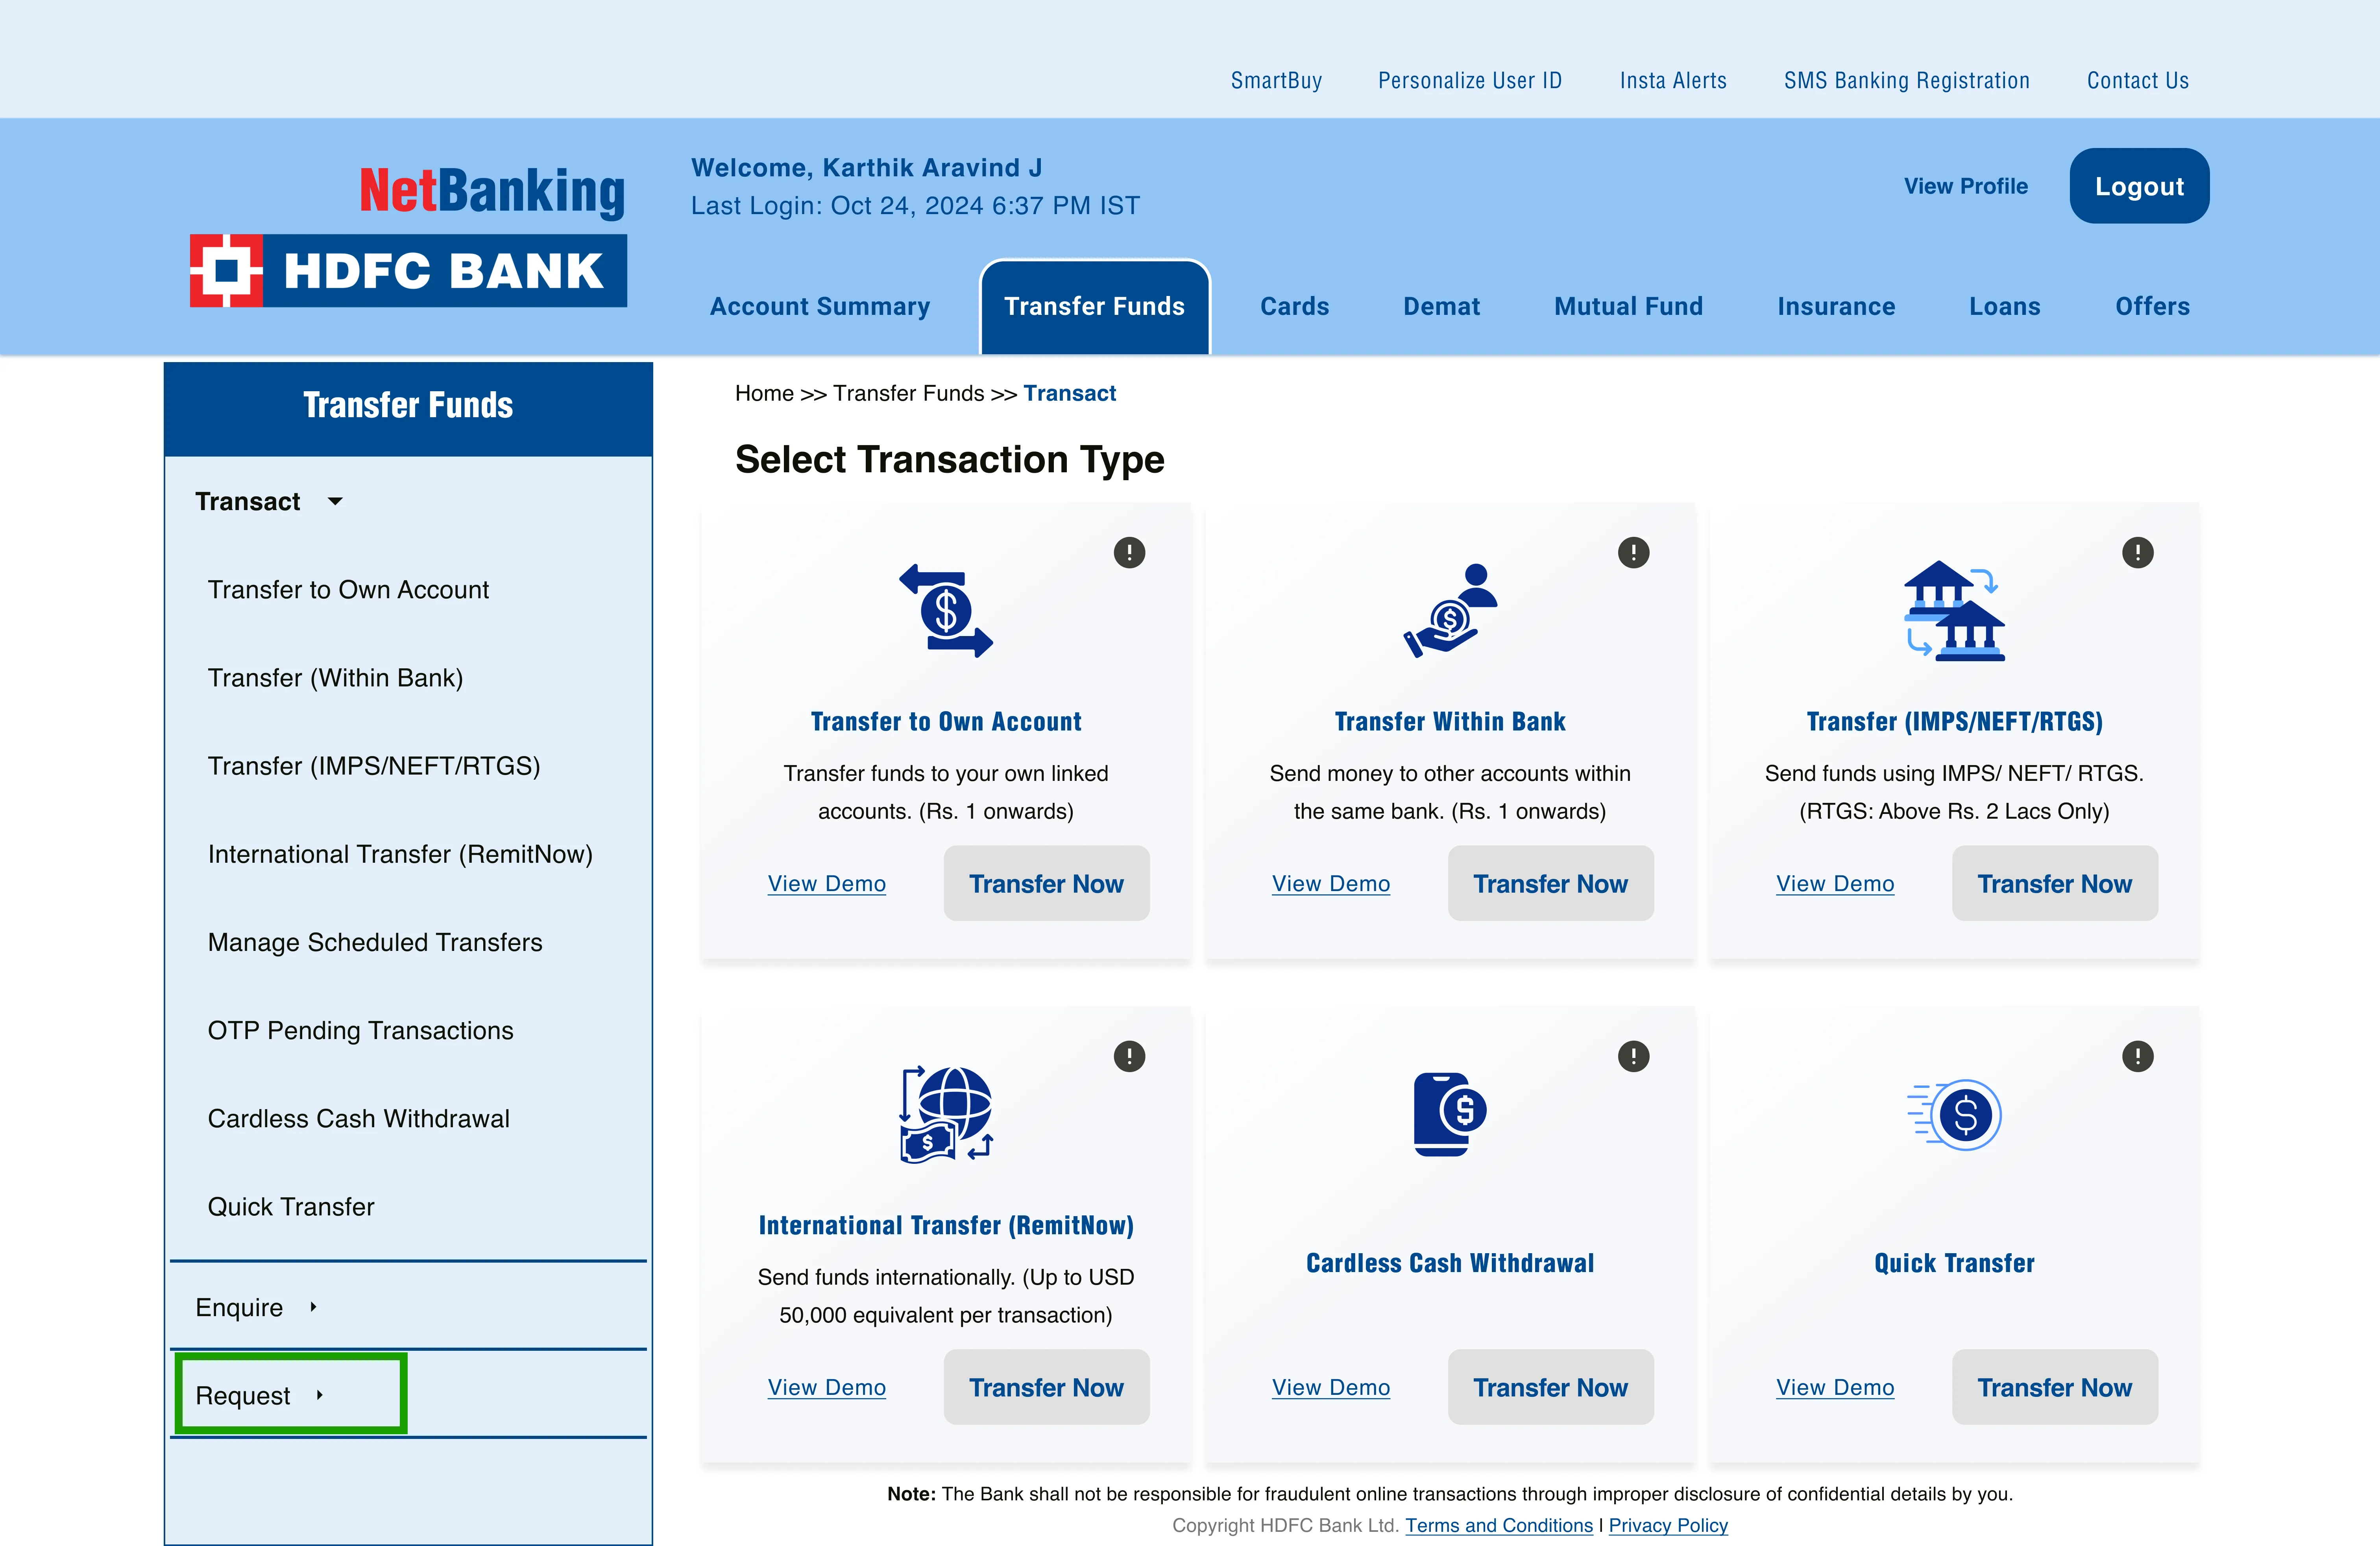 SmartBuy Personalize User ID Insta Alerts SMS Banking Registration Contact Us
NetBanking
HDFC BANK
Welcome, Karthik Aravind J
Last Login: Oct 24, 2024 6:37 PM IST
View Profile Logout
Account Summary Transfer Funds Cards Demat Mutual Fund Insurance Loans Offers
Transfer Funds
Transact
Transfer to Own Account
Transfer (Within Bank)
Transfer (IMPS/NEFT/RTGS)
International Transfer (RemitNow)
Manage Scheduled Transfers
OTP Pending Transactions
Cardless Cash Withdrawal
Quick Transfer
Enquire
Request
Home >> Transfer Funds >> Transact
Select Transaction Type
Transfer to Own Account
Transfer funds to your own linked
accounts. (Rs. 1 onwards)
View Demo Transfer Now
Transfer Within Bank
Send money to other accounts within
the same bank. (Rs. 1 onwards)
View Demo Transfer Now
Transfer (IMPS/NEFT/RTGS)
Send funds using IMPS/ NEFT/ RTGS.
(RTGS: Above Rs. 2 Lacs Only)
View Demo Transfer Now
International Transfer (RemitNow)
Send funds internationally. (Up to USD
50,000 equivalent per transaction)
View Demo Transfer Now
Cardless Cash Withdrawal
View Demo Transfer Now
Quick Transfer
View Demo Transfer Now
Note: The Bank shall not be responsible for fraudulent online transactions through improper disclosure of confidential details by you.
Copyright HDFC Bank Ltd. Terms and Conditions | Privacy Policy